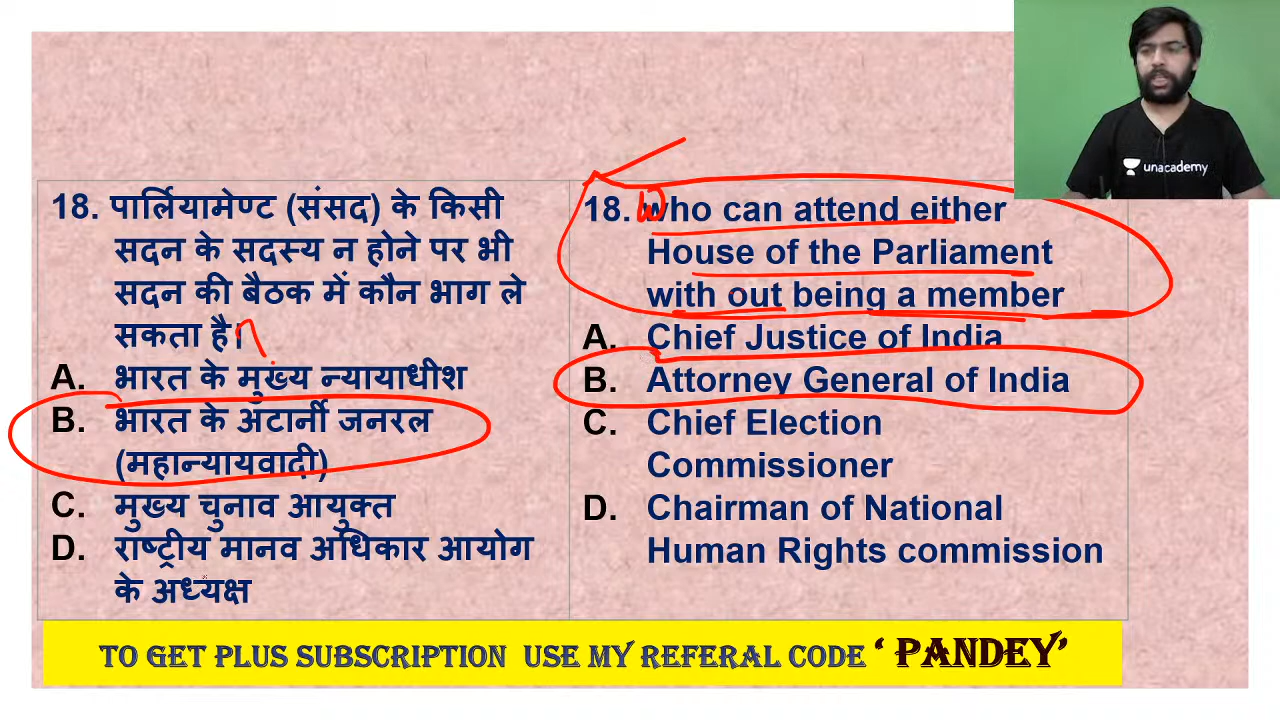 unacademy
18. पार्लियामेण्ट (संसद) के किसी
सदन के सदस्य न होने पर भी
सदन की बैठक में कौन भाग ले
सकता है।
A. भारत के मुख्य न्यायाधीश
B. भारत के अटार्नी जनरल
(महान्यायवादी)
C. मुख्य चुनाव आयुक्त
D. राष्ट्रीय मानव अधिकार आयोग
के अध्यक्ष
18. Who can attend either
House of the Parliament
with out being a member
A. Chief Justice of India
B. Attorney General of India
C. Chief Election
Commissioner
D. Chairman of National
Human Rights commission
TO GET PLUS SUBSCRIPTION USE MY REFERAL CODE ‘ PANDEY’